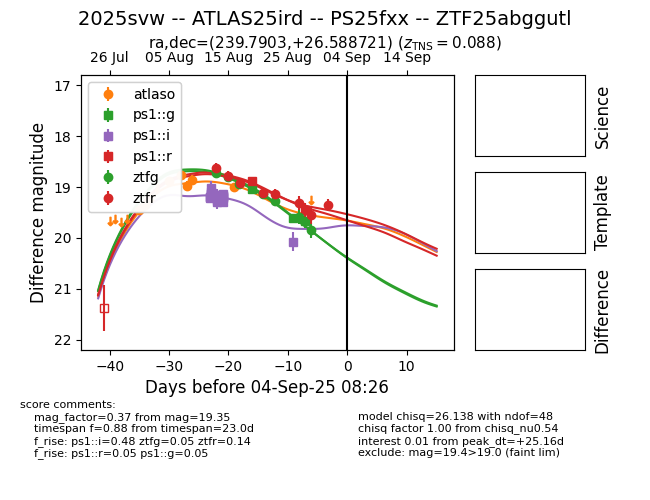 2025svw -- ATLAS25ird -- PS25fxx -- ZTF25abggutl
ra,dec=(239.7903,+26.588721) (z_TNS = 0.088)
26 Jul 05 Aug 15 Aug 25 Aug 04 Sep 14 Sep
17
18
19
20
21
22
Difference magnitude
atlaso
ps1::g
ps1::i
ps1::r
ztfg
ztfr
−40 −30 −20 −10 0 10
Days before 04-Sep-25 08:26
Science
Template
Difference
score comments:
mag_factor=0.37 from mag=19.35
timespan f=0.88 from timespan=23.0d
f_rise: ps1::i=0.48 ztfg=0.05 ztfr=0.14
f_rise: ps1::r=0.05 ps1::g=0.05
model chisq=26.138 with ndof=48
chisq factor 1.00 from chisq_nu0.54
interest 0.01 from peak_dt=+25.16d
exclude: mag=19.4>19.0 (faint lim)